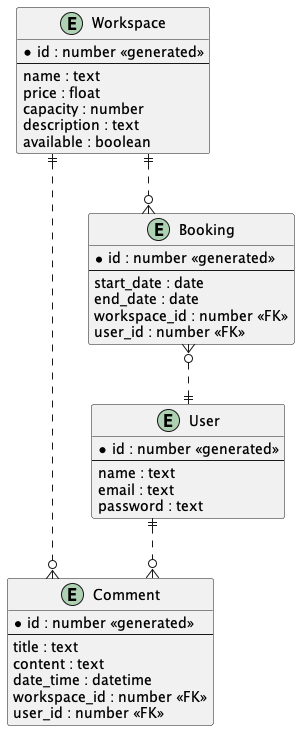 E Workspace
* id : number «generated»
name : text
price : float
capacity : number
description : text
available : boolean
E Booking
* id : number «generated»
start_date : date
end_date : date
workspace_id : number «FK»
user_id : number «FK»
E User
* id : number «generated»
name : text
email : text
password : text
E Comment
* id : number «generated»
title : text
content : text
date_time : datetime
workspace_id : number «FK»
user_id : number «FK»